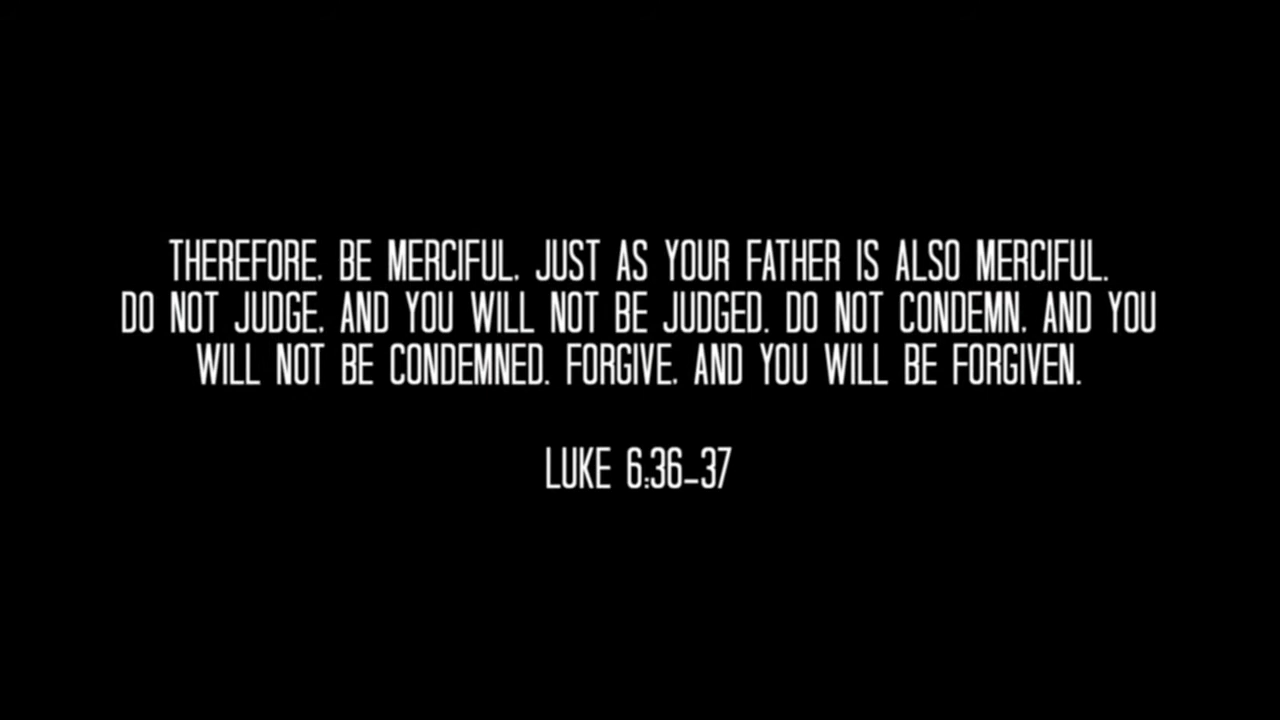 THEREFORE, BE MERCIFUL, JUST AS YOUR FATHER IS ALSO MERCIFUL.
DO NOT JUDGE, AND YOU WILL NOT BE JUDGED. DO NOT CONDEMN, AND YOU
WILL NOT BE CONDEMNED. FORGIVE, AND YOU WILL BE FORGIVEN.
LUKE 6:36-37